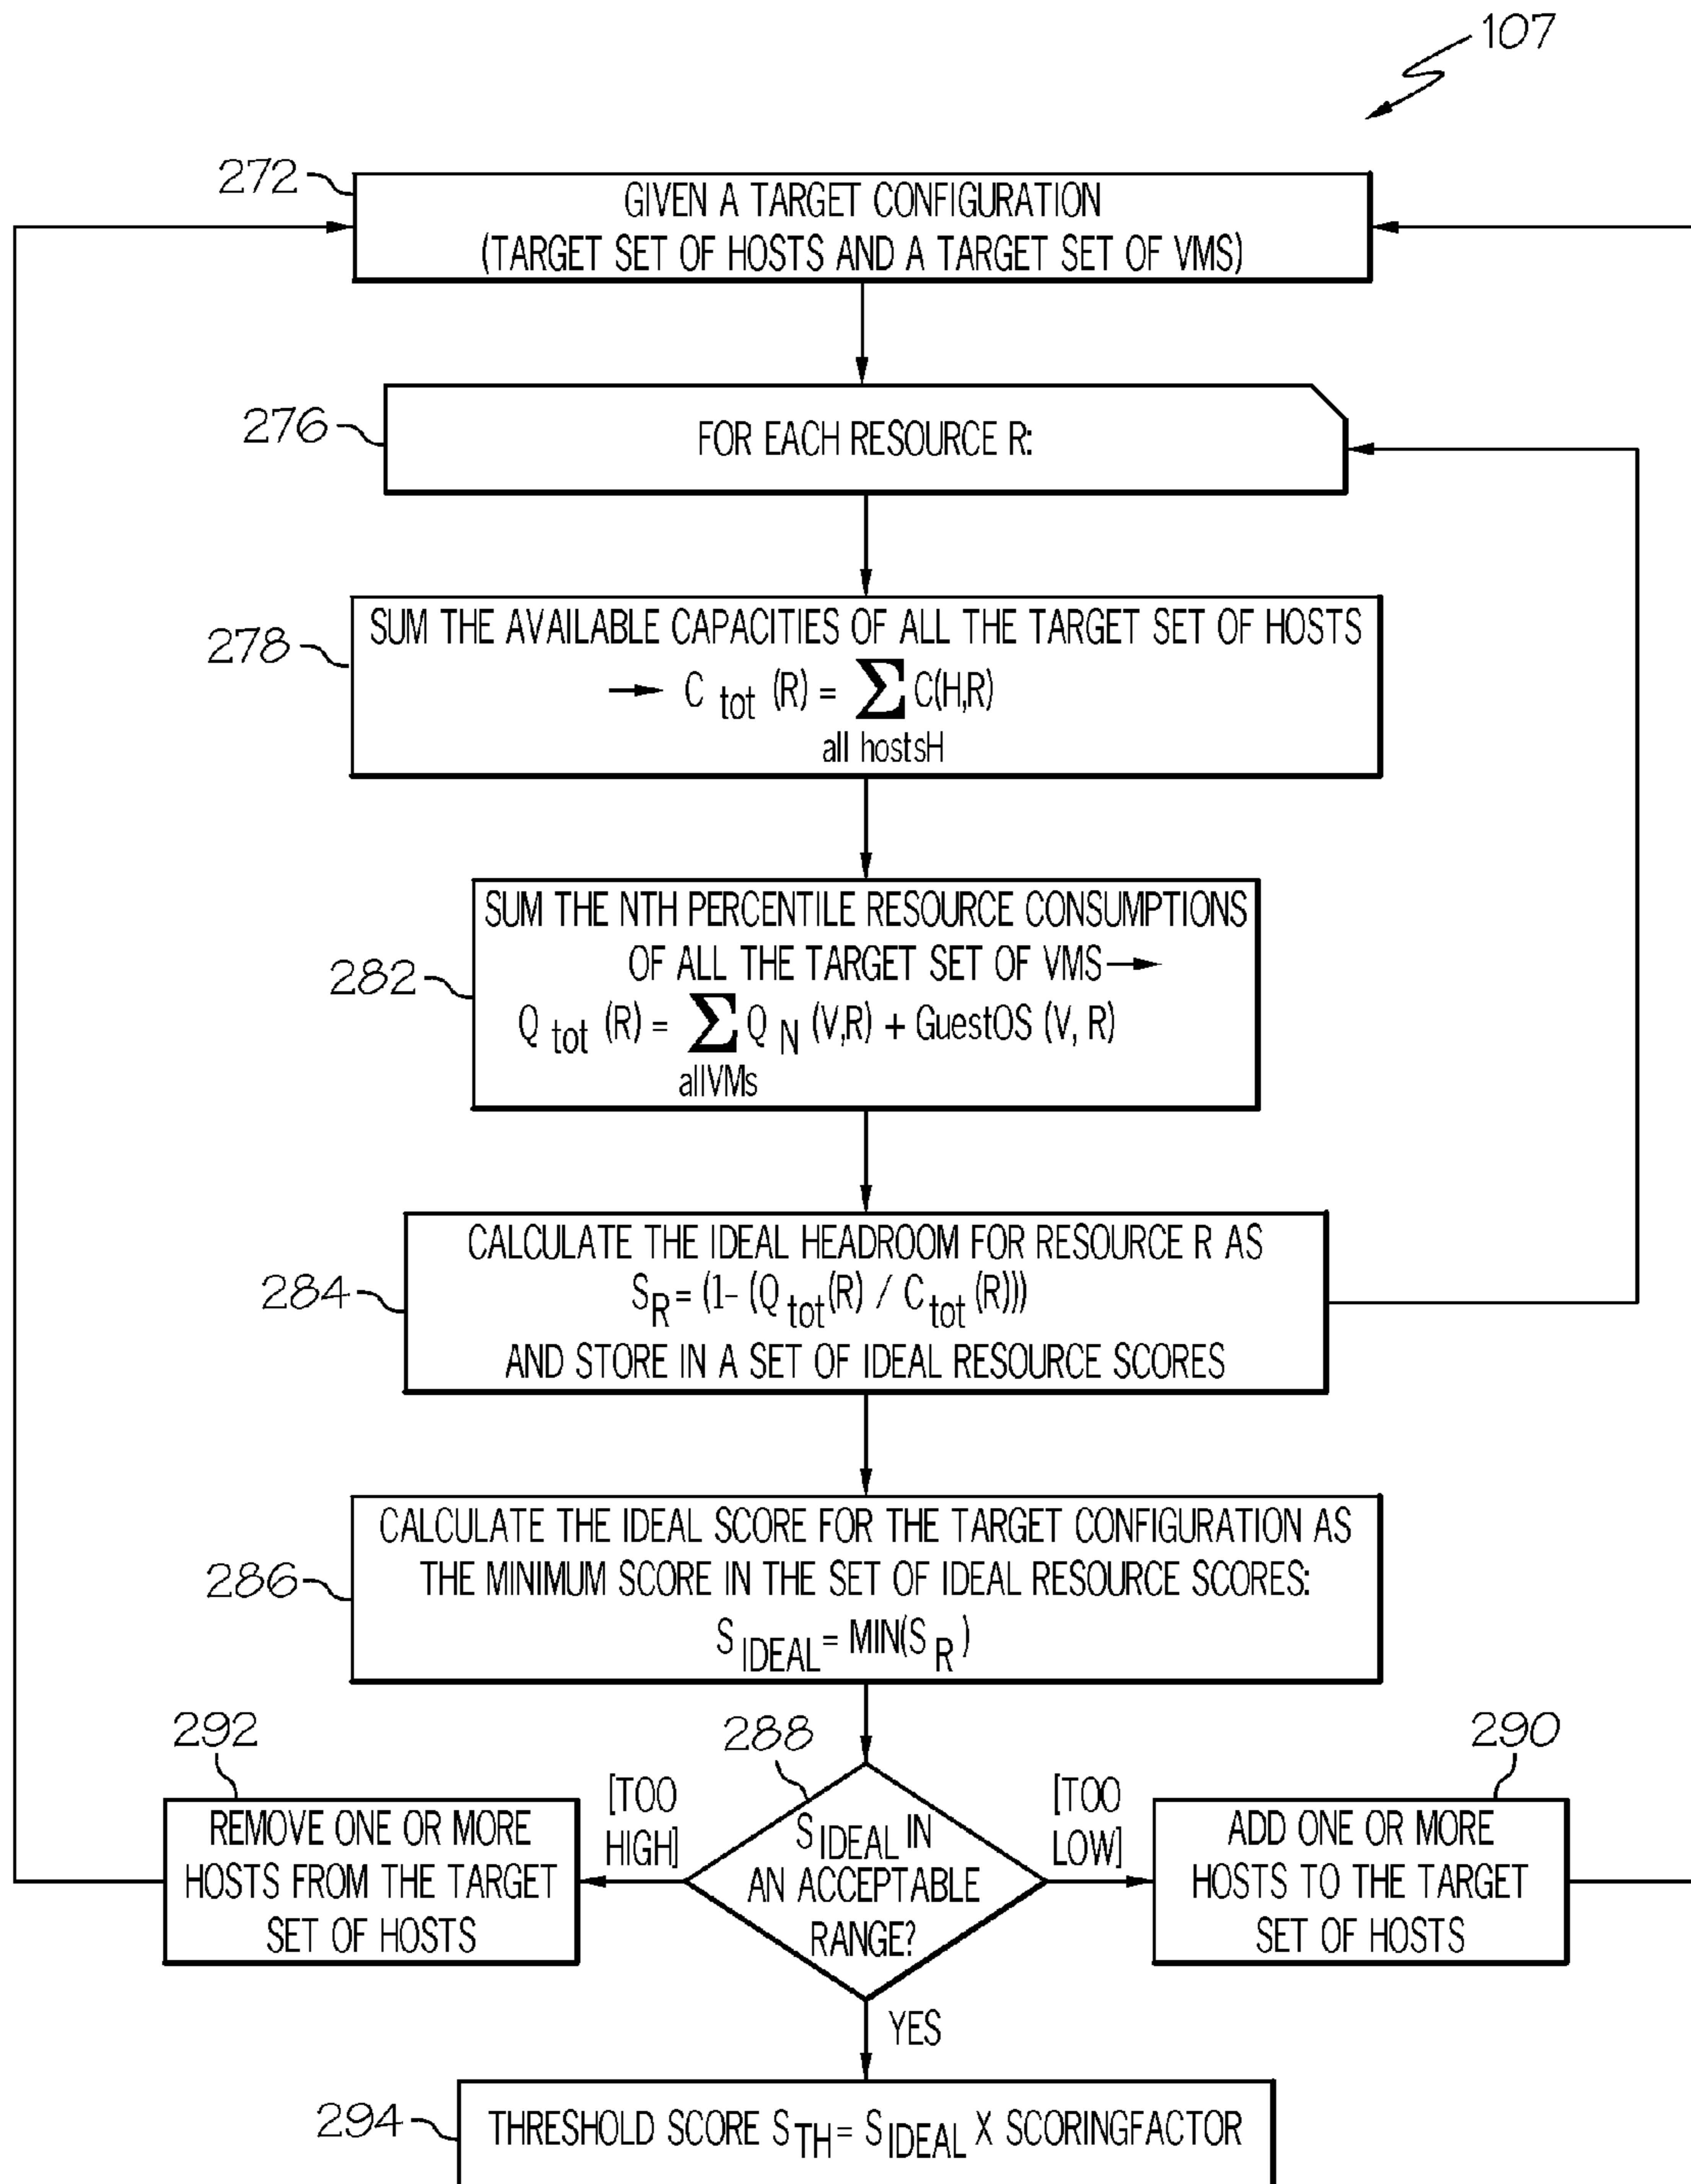 107
272
GIVEN A TARGET CONFIGURATION
(TARGET SET OF HOSTS AND A TARGET SET OF VMS)
276
FOR EACH RESOURCE R:
278
SUM THE AVAILABLE CAPACITIES OF ALL THE TARGET SET OF HOSTS
→ C tot (R) = Σ C(H,R)
all hostsH
282
SUM THE NTH PERCENTILE RESOURCE CONSUMPTIONS
OF ALL THE TARGET SET OF VMS →
Q tot (R) = Σ Q N (V,R) + GuestOS (V, R)
allVMs
284
CALCULATE THE IDEAL HEADROOM FOR RESOURCE R AS
S R = (1- (Q tot (R) / C tot (R)))
AND STORE IN A SET OF IDEAL RESOURCE SCORES
286
CALCULATE THE IDEAL SCORE FOR THE TARGET CONFIGURATION AS
THE MINIMUM SCORE IN THE SET OF IDEAL RESOURCE SCORES:
S IDEAL = MIN(S R )
292
REMOVE ONE OR MORE
HOSTS FROM THE TARGET
SET OF HOSTS
[TOO
HIGH]
288
S IDEAL IN
AN ACCEPTABLE
RANGE?
[TOO
LOW]
290
ADD ONE OR MORE
HOSTS TO THE TARGET
SET OF HOSTS
YES
294
THRESHOLD SCORE S TH = S IDEAL X SCORINGFACTOR